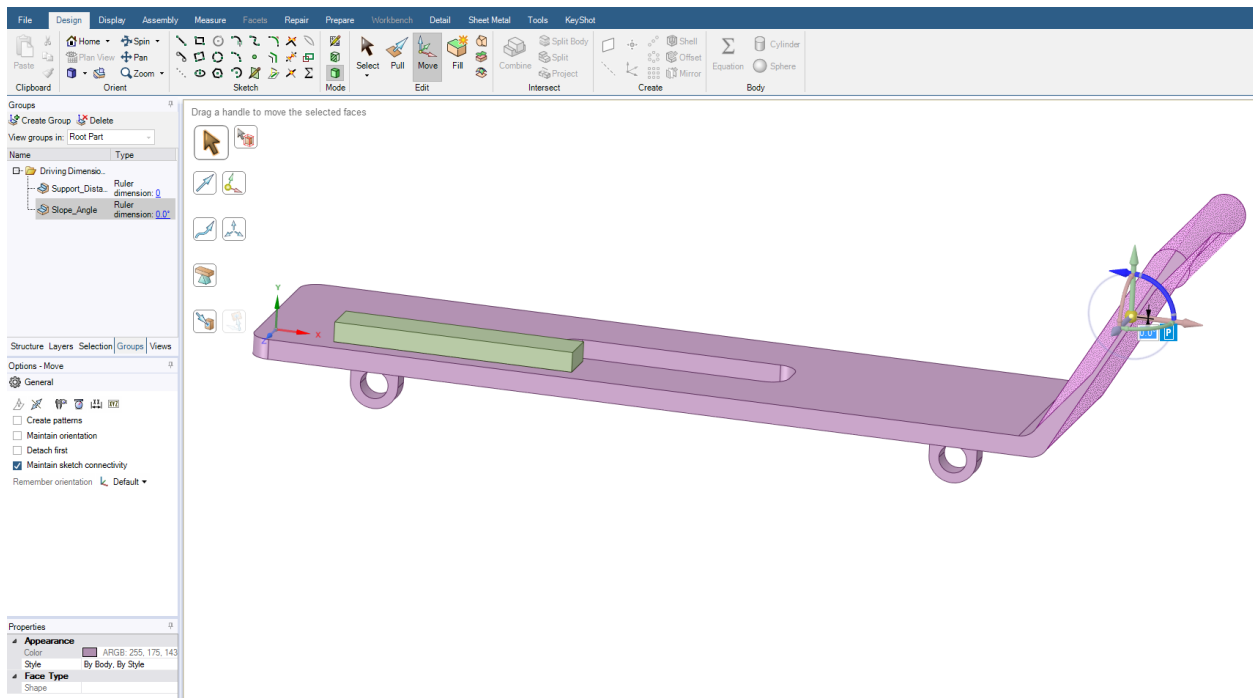 File Design Display Assembly Measure Facets Repair Prepare Workbench Detail Sheet Metal Tools KeyShot
Home Spin Shell Cylinder
Plan View Pan Split Body Offset
Paste Select Pull Move Fill Combine Split Equation Sphere
Zoom Project Mirror
Clipboard Orient Sketch Mode Edit Intersect Create Body
Groups
Create Group Delete
View groups in: Root Part
Name Type
Driving Dimensio..
Support_Dista.. Ruler dimension: 0
Slope_Angle Ruler dimension: 0.0°
Structure Layers Selection Groups Views
Options - Move
General
XYZ
Create patterns
Maintain orientation
Detach first
Maintain sketch connectivity
Remember orientation Default
Properties
Appearance
Color ARGB: 255, 175, 143
Style By Body, By Style
Face Type
Shape
Drag a handle to move the selected faces
Y
X
Z
0.0°
P